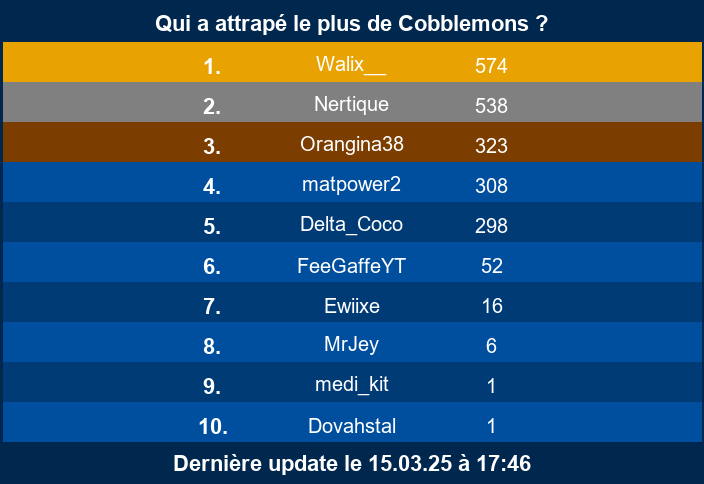 Qui a attrapé le plus de Cobblemons ?
1. Walix__ 574
2. Nertique 538
3. Orangina38 323
4. matpower2 308
5. Delta_Coco 298
6. FeeGaffeYT 52
7. Ewiixe 16
8. MrJey 6
9. medi_kit 1
10. Dovahstal 1
Dernière update le 15.03.25 à 17:46